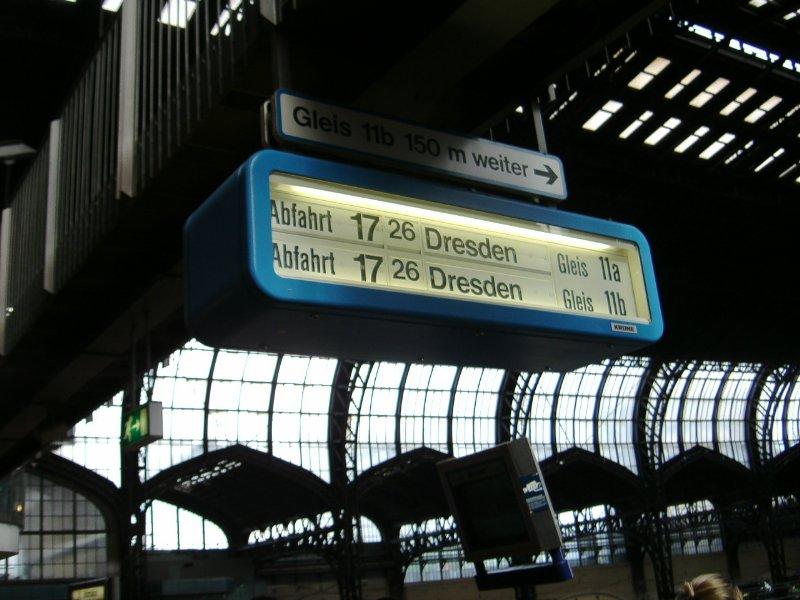 Gleis 11b 150 m weiter →
Abfahrt 17 26 Dresden Gleis 11a
Abfahrt 17 26 Dresden Gleis 11b
KRONE